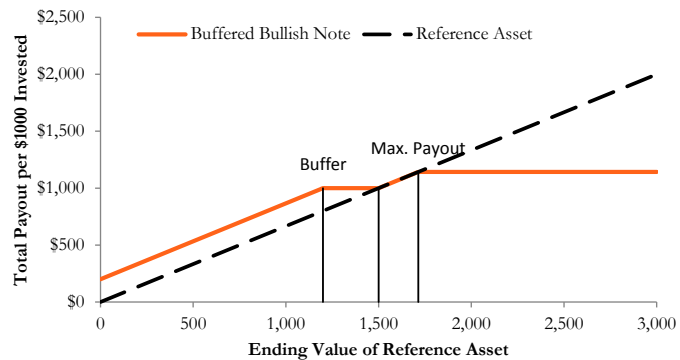 $2,500
Buffered Bullish Note
Reference Asset
$2,000
$1,500
Max. Payout
Buffer
$1,000
$500
$0
0
500
1,000
1,500
2,000
2,500
3,000
Total Payout per $1000 Invested
Ending Value of Reference Asset